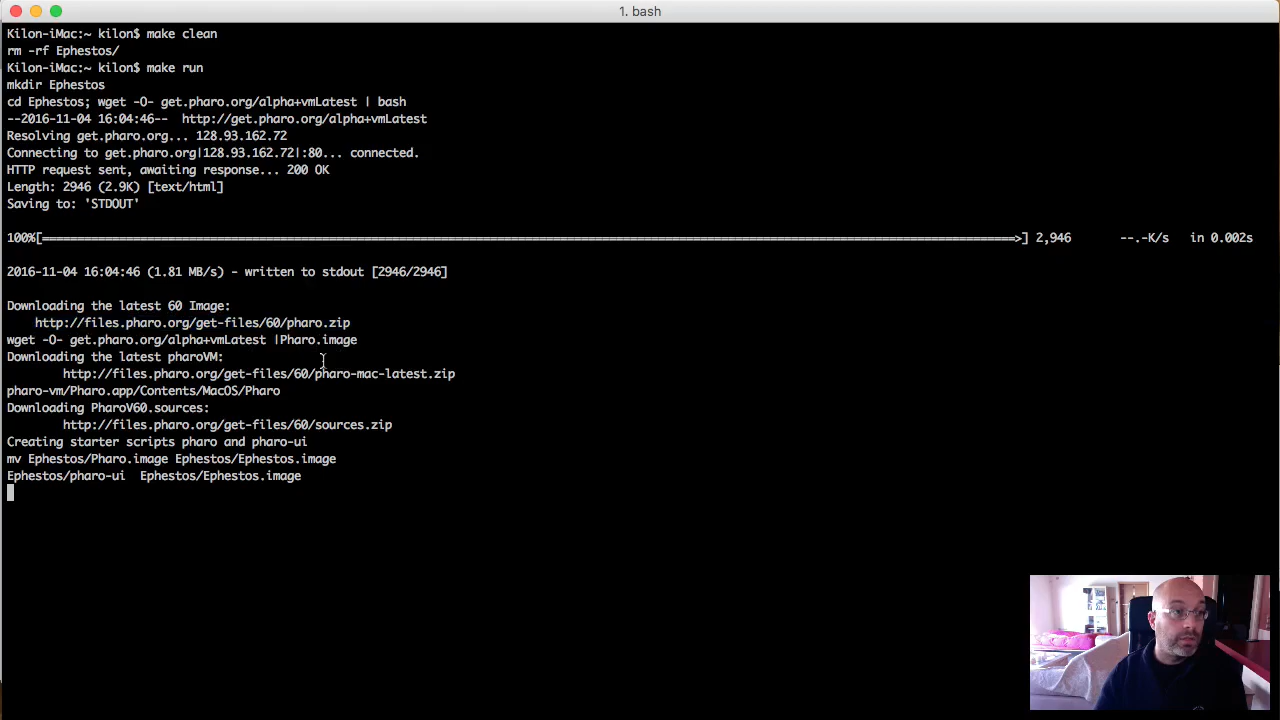 1. bash
Kilon-iMac:~ kilon$ make clean
rm -rf Ephestos/
Kilon-iMac:~ kilon$ make run
mkdir Ephestos
cd Ephestos; wget -O- get.pharo.org/alpha+vmLatest | bash
--2016-11-04 16:04:46--  http://get.pharo.org/alpha+vmLatest
Resolving get.pharo.org... 128.93.162.72
Connecting to get.pharo.org|128.93.162.72|:80... connected.
HTTP request sent, awaiting response... 200 OK
Length: 2946 (2.9K) [text/html]
Saving to: 'STDOUT'
100%[=====================================================>] 2,946 --.-K/s in 0.002s
2016-11-04 16:04:46 (1.81 MB/s) - written to stdout [2946/2946]
Downloading the latest 60 Image:
http://files.pharo.org/get-files/60/pharo.zip
wget -O- get.pharo.org/alpha+vmLatest |Pharo.image
Downloading the latest pharoVM:
http://files.pharo.org/get-files/60/pharo-mac-latest.zip
pharo-vm/Pharo.app/Contents/MacOS/Pharo
Downloading PharoV60.sources:
http://files.pharo.org/get-files/60/sources.zip
Creating starter scripts pharo and pharo-ui
mv Ephestos/Pharo.image Ephestos/Ephestos.image
Ephestos/pharo-ui  Ephestos/Ephestos.image